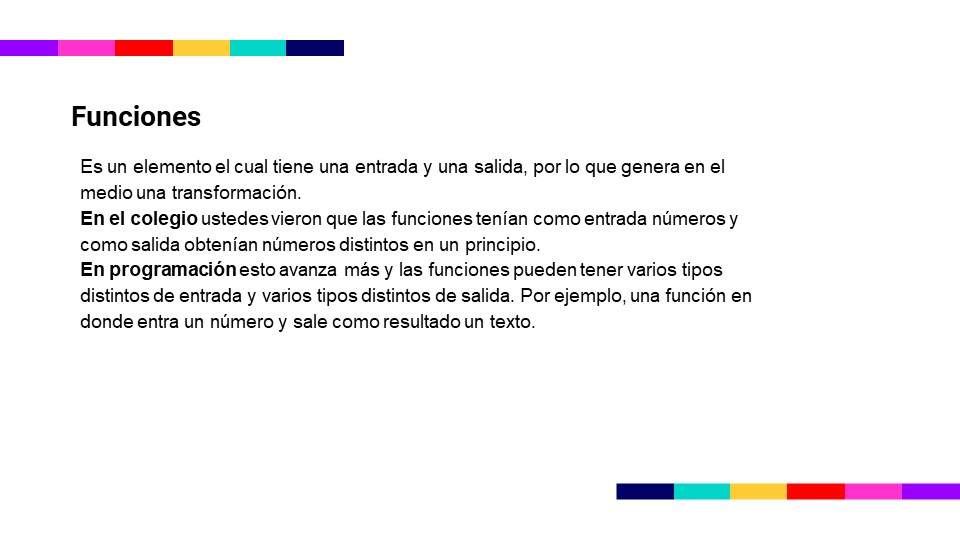 Funciones
Es un elemento el cual tiene una entrada y una salida, por lo que genera en el
medio una transformación.
En el colegio ustedes vieron que las funciones tenían como entrada números y
como salida obtenían números distintos en un principio.
En programación esto avanza más y las funciones pueden tener varios tipos
distintos de entrada y varios tipos distintos de salida. Por ejemplo, una función en
donde entra un número y sale como resultado un texto.